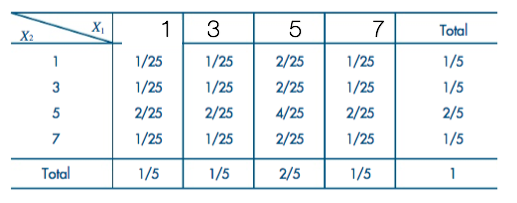 X₂ X₁ 1 3 5 7 Total
1 1/25 1/25 2/25 1/25 1/5
3 1/25 1/25 2/25 1/25 1/5
5 2/25 2/25 4/25 2/25 2/5
7 1/25 1/25 2/25 1/25 1/5
Total 1/5 1/5 2/5 1/5 1